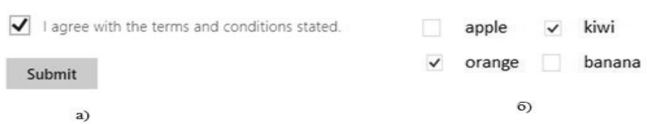 I agree with the terms and conditions stated.
apple kiwi
Submit
orange banana
а)
б)